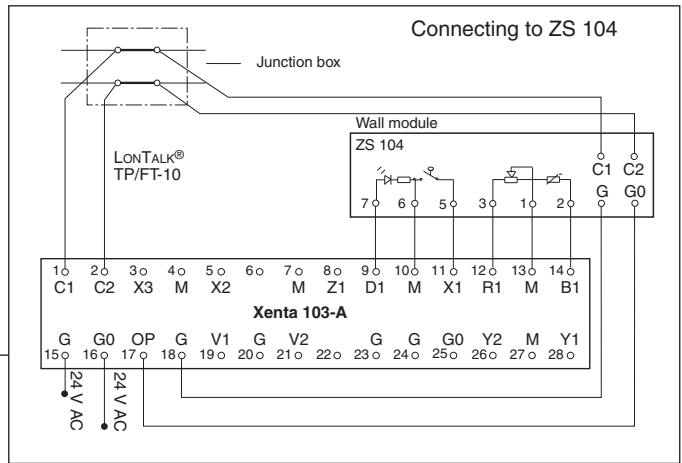 Connecting to ZS 104
Junction box
LONTALK®
TP/FT-10
Wall module
ZS 104
C1 C2
G G0
7 6 5 3 1 2
1 2 3 4 5 6 7 8 9 10 11 12 13 14
C1 C2 X3 M X2 M Z1 D1 M X1 R1 M B1
Xenta 103-A
G G0 OP G V1 G V2 G G G0 Y2 M Y1
15 16 17 18 19 20 21 22 23 24 25 26 27 28
24 V AC
24 V AC